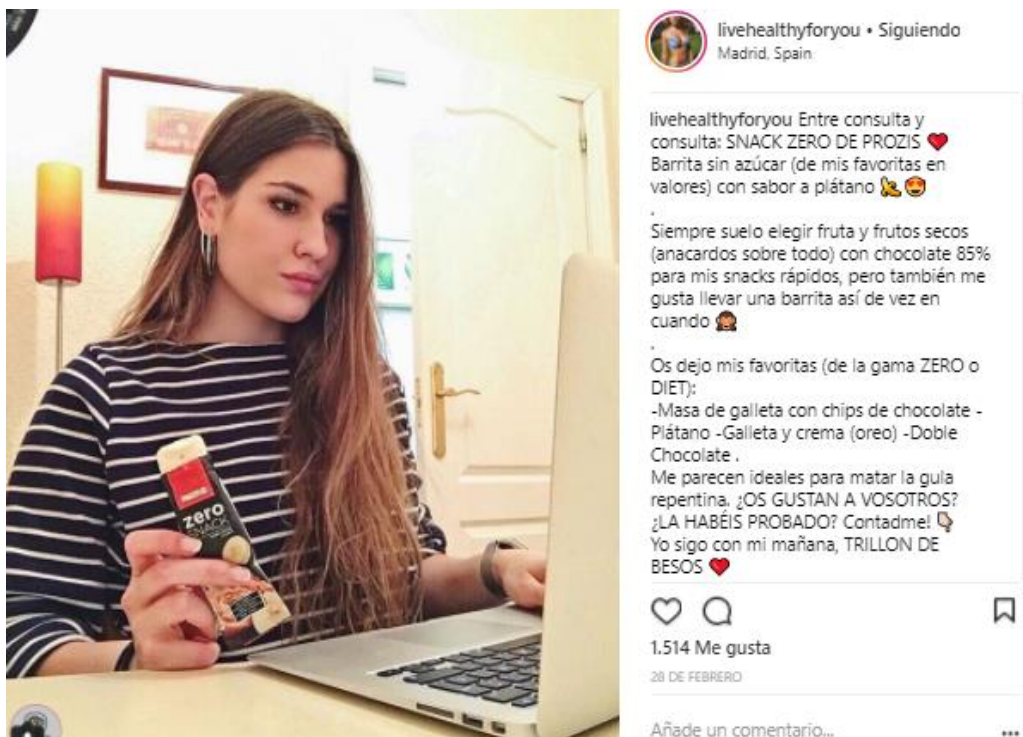 zero
SNACK
livehealthyforyou • Siguiendo
Madrid, Spain
livehealthyforyou Entre consulta y
consulta: SNACK ZERO DE PROZIS ❤️
Barrita sin azúcar (de mis favoritas en
valores) con sabor a plátano 🍌😍
.
Siempre suelo elegir fruta y frutos secos
(anacardos sobre todo) con chocolate 85%
para mis snacks rápidos, pero también me
gusta llevar una barrita así de vez en
cuando 🙈
.
Os dejo mis favoritas (de la gama ZERO o
DIET):
-Masa de galleta con chips de chocolate -
Plátano -Galleta y crema (oreo) -Doble
Chocolate .
Me parecen ideales para matar la gula
repentina. ¿OS GUSTAN A VOSOTROS?
¿LA HABÉIS PROBADO? Contadme! 👇🏻
Yo sigo con mi mañana, TRILLON DE
BESOS ❤️
1.514 Me gusta
28 DE FEBRERO
Añade un comentario...